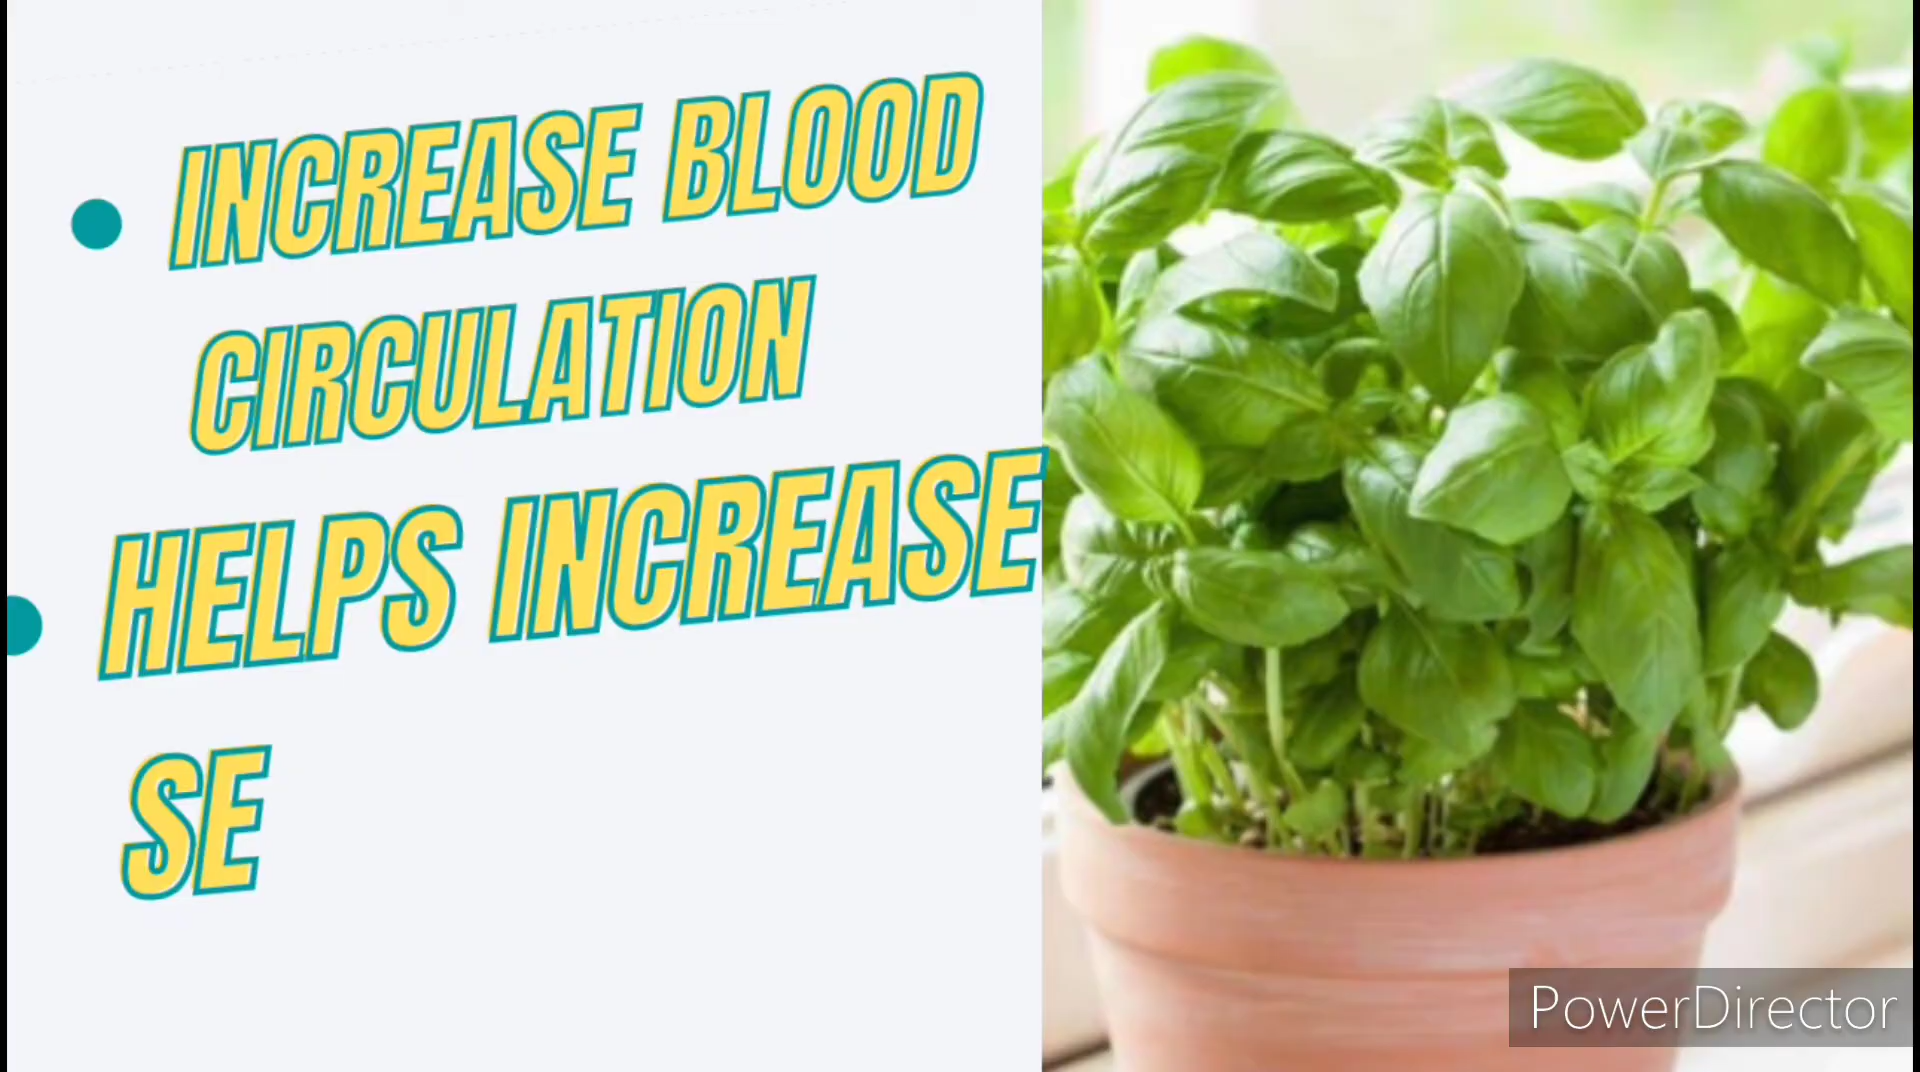 INCREASE BLOOD
CIRCULATION
HELPS INCREASE
SE
PowerDirector